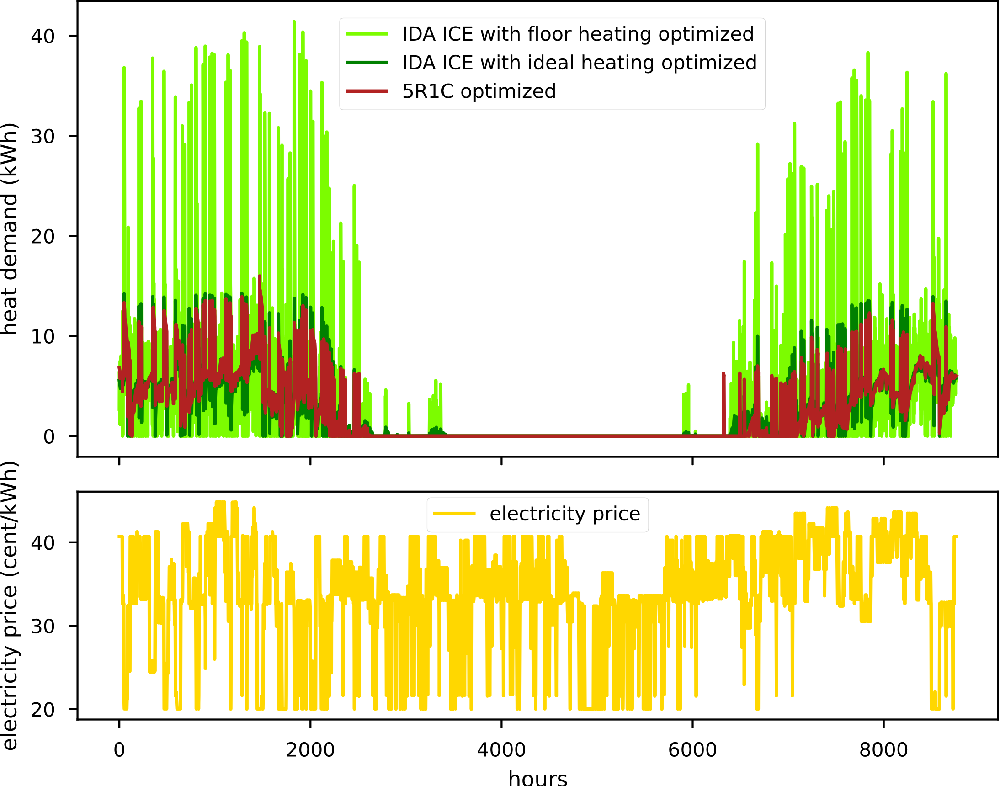 heat demand (kWh)
40
30
20
10
0
IDA ICE with floor heating optimized
IDA ICE with ideal heating optimized
5R1C optimized
electricity price (cent/kWh)
40
30
20
electricity price
0 2000 4000 6000 8000
hours